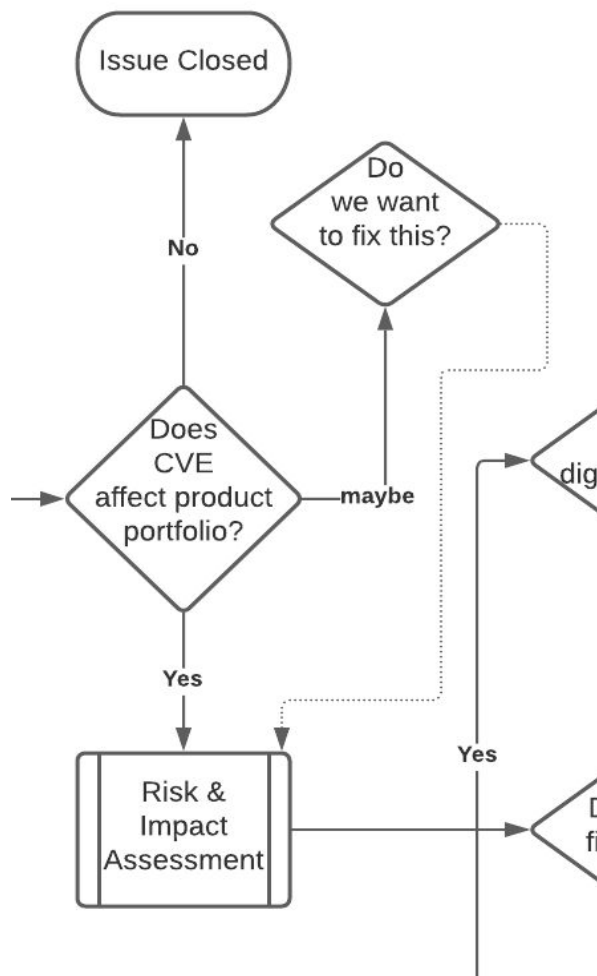 Issue Closed
Do
we want
to fix this?
No
Does
CVE
affect product
portfolio?
maybe
Yes
Yes
Risk &
Impact
Assessment